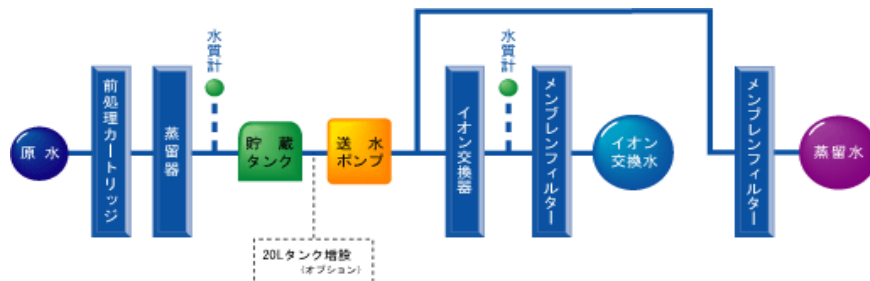 原水
前処理カートリッジ
蒸留器
水質計
貯蔵
タンク
送水
ポンプ
20Lタンク増設
(オプション)
イオン交換器
水質計
メンブレンフィルター
イオン
交換水
メンブレンフィルター
蒸留水